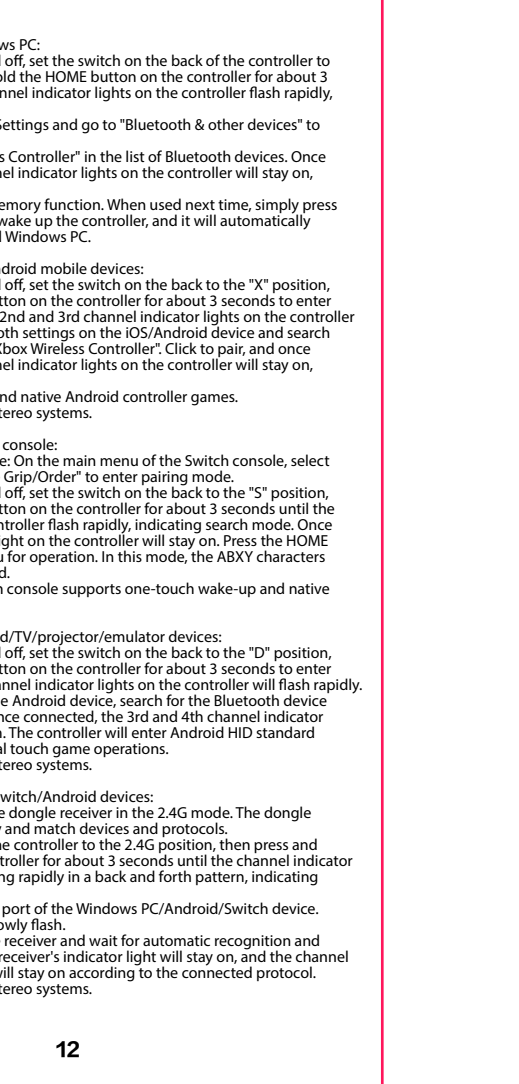 ws PC:
off, set the switch on the back of the controller to
old the HOME button on the controller for about 3
nnel indicator lights on the controller flash rapidly,
Settings and go to "Bluetooth & other devices" to
s Controller" in the list of Bluetooth devices. Once
el indicator lights on the controller will stay on,
emory function. When used next time, simply press
wake up the controller, and it will automatically
Windows PC.
droid mobile devices:
off, set the switch on the back to the "X" position,
tton on the controller for about 3 seconds to enter
2nd and 3rd channel indicator lights on the controller
oth settings on the iOS/Android device and search
Xbox Wireless Controller". Click to pair, and once
el indicator lights on the controller will stay on,
nd native Android controller games.
tereo systems.
console:
e: On the main menu of the Switch console, select
Grip/Order" to enter pairing mode.
off, set the switch on the back to the "S" position,
tton on the controller for about 3 seconds until the
ntroller flash rapidly, indicating search mode. Once
ight on the controller will stay on. Press the HOME
u for operation. In this mode, the ABXY characters
d.
n console supports one-touch wake-up and native
d/TV/projector/emulator devices:
off, set the switch on the back to the "D" position,
tton on the controller for about 3 seconds to enter
nnel indicator lights on the controller will flash rapidly.
e Android device, search for the Bluetooth device
nce connected, the 3rd and 4th channel indicator
n. The controller will enter Android HID standard
al touch game operations.
tereo systems.
witch/Android devices:
e dongle receiver in the 2.4G mode. The dongle
y and match devices and protocols.
he controller to the 2.4G position, then press and
troller for about 3 seconds until the channel indicator
ng rapidly in a back and forth pattern, indicating
port of the Windows PC/Android/Switch device.
owly flash.
receiver and wait for automatic recognition and
receiver's indicator light will stay on, and the channel
will stay on according to the connected protocol.
tereo systems.
12